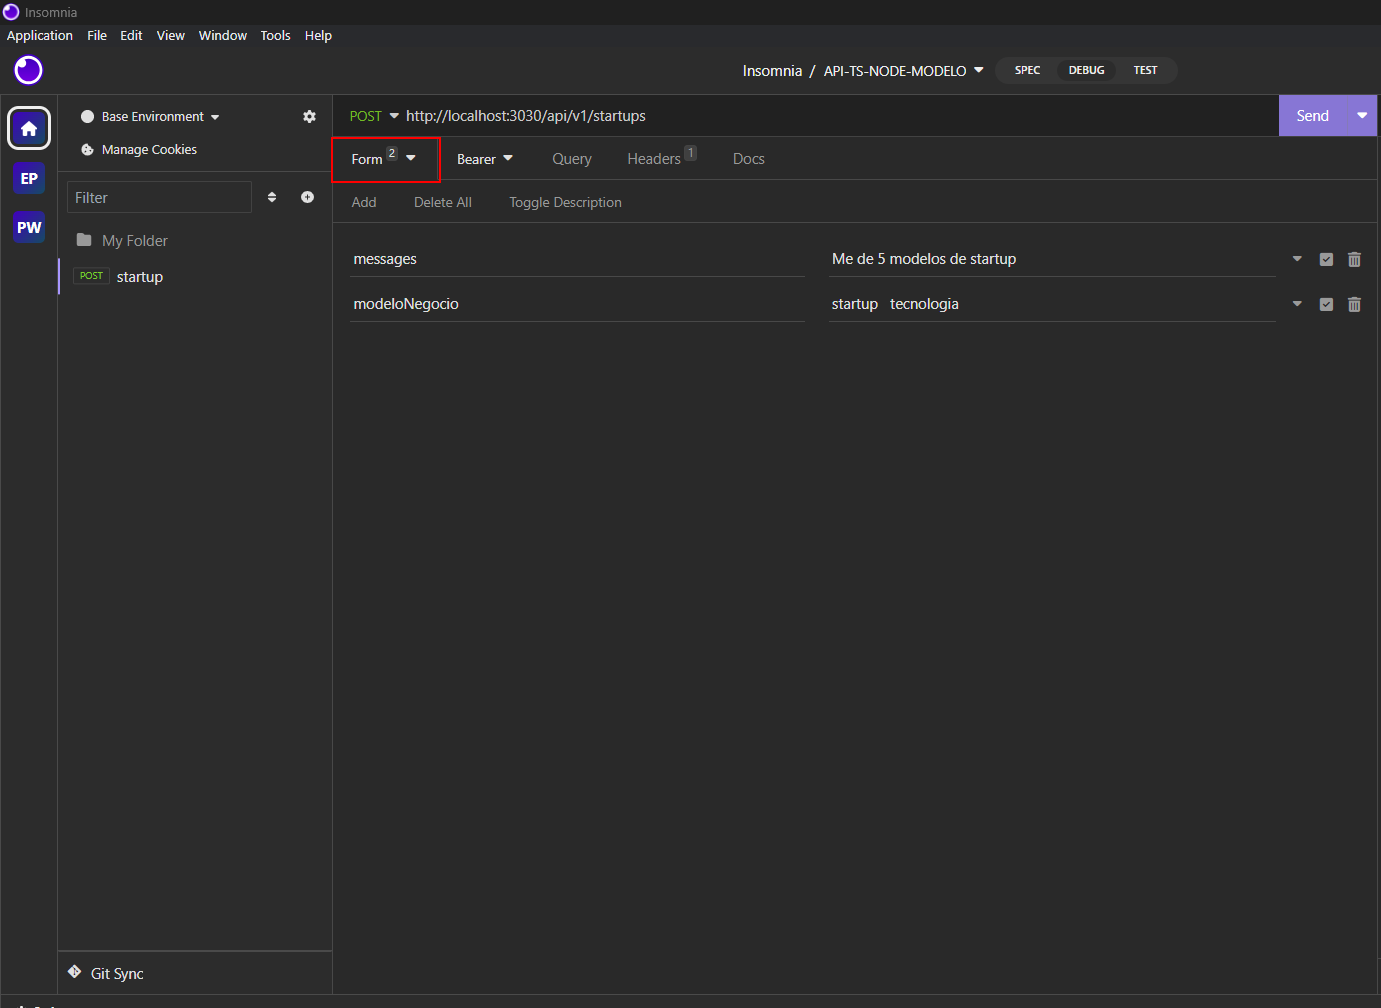 Insomnia
Application File Edit View Window Tools Help
Insomnia / API-TS-NODE-MODELO SPEC DEBUG TEST
Base Environment
POST http://localhost:3030/api/v1/startups Send
Manage Cookies
Form 2 Bearer Query Headers 1 Docs
EP
Filter
Add Delete All Toggle Description
PW
My Folder
messages Me de 5 modelos de startup
POST startup
modeloNegocio startup tecnologia
Git Sync